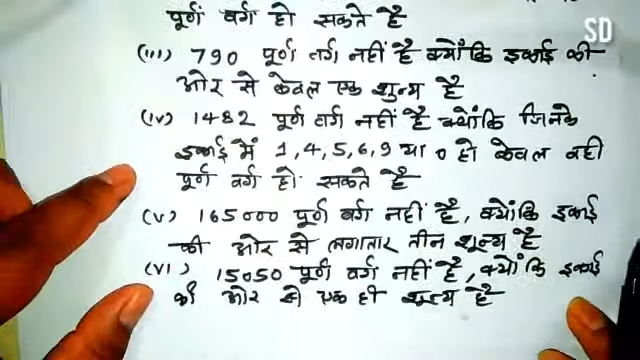 पूर्ण वर्ग हो सकते है
SD
(iii) 790 पूर्ण वर्ग नहीं है क्योंकि इकाई की
ओर से केवल एक शून्य है
(iv) 1482 पूर्ण वर्ग नहीं है क्योंकि जिनके
इकाई में 1, 4, 5, 6, 9 या 0 हो केवल वही
पूर्ण वर्ग हो सकते है
(v) 165000 पूर्ण वर्ग नहीं है, क्योंकि इकाई
की ओर से लगातार तीन शून्य है
(vi) 15050 पूर्ण वर्ग नहीं है, क्योंकि इकाई
की ओर से एक ही शून्य है